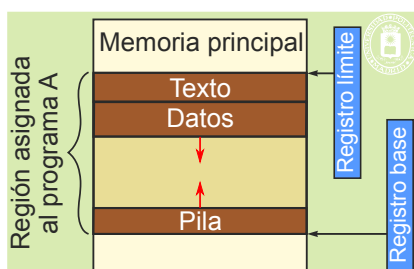 Memoria principal
Región asignada
al programa A
Texto
Datos
Pila
Registro límite
Registro base